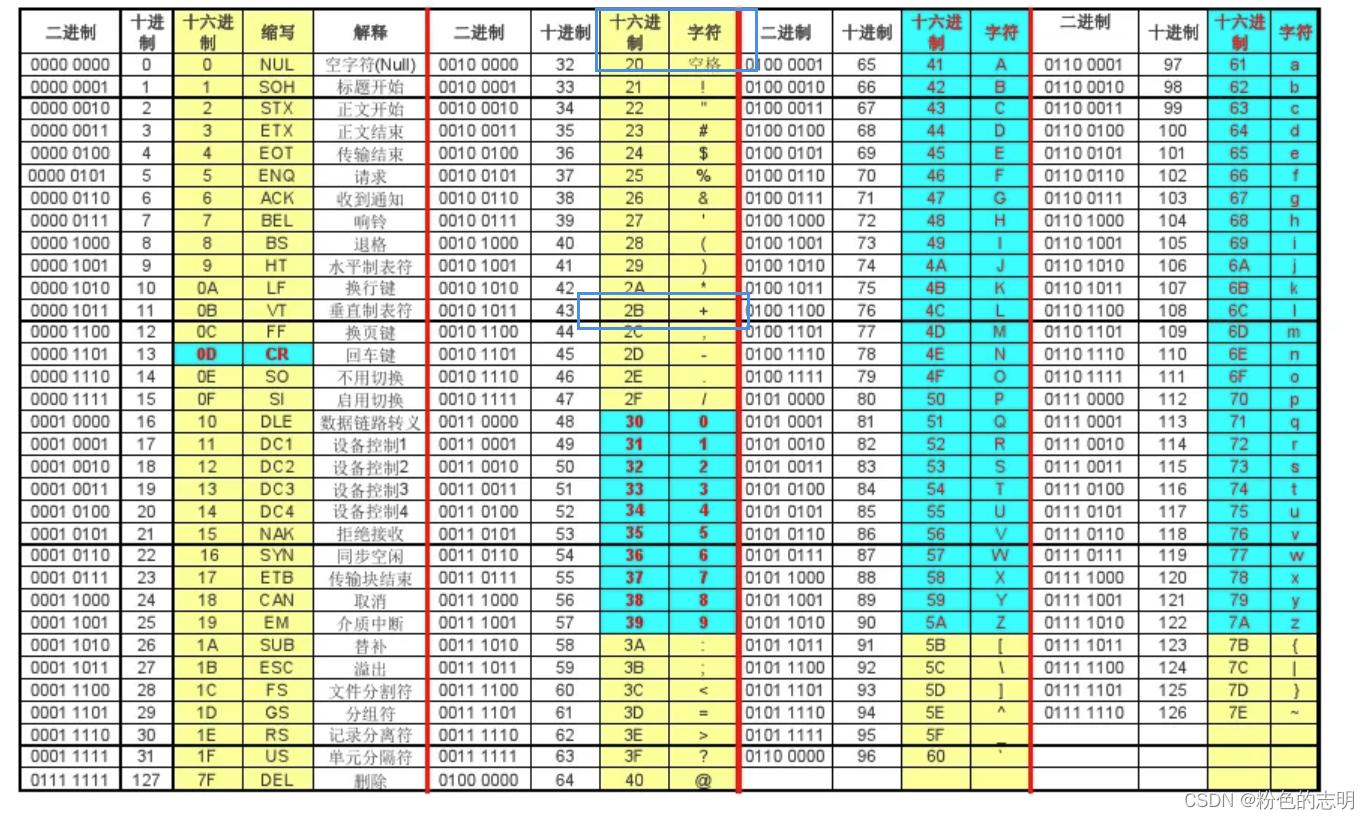 二进制 十进制 十六进制 缩写 解释 二进制 十进制 十六进制 字符 二进制 十进制 十六进制 字符 二进制 十进制 十六进制 字符
0000 0000 0 0 NUL 空字符(Null) 0010 0000 32 20 空格 0100 0001 65 41 A 0110 0001 97 61 a
0000 0001 1 1 SOH 标题开始 0010 0001 33 21 ! 0100 0010 66 42 B 0110 0010 98 62 b
0000 0010 2 2 STX 正文开始 0010 0010 34 22 " 0100 0011 67 43 C 0110 0011 99 63 c
0000 0011 3 3 ETX 正文结束 0010 0011 35 23 # 0100 0100 68 44 D 0110 0100 100 64 d
0000 0100 4 4 EOT 传输结束 0010 0100 36 24 $ 0100 0101 69 45 E 0110 0101 101 65 e
0000 0101 5 5 ENQ 请求 0010 0101 37 25 % 0100 0110 70 46 F 0110 0110 102 66 f
0000 0110 6 6 ACK 收到通知 0010 0110 38 26 & 0100 0111 71 47 G 0110 0111 103 67 g
0000 0111 7 7 BEL 响铃 0010 0111 39 27 ' 0100 1000 72 48 H 0110 1000 104 68 h
0000 1000 8 8 BS 退格 0010 1000 40 28 ( 0100 1001 73 49 I 0110 1001 105 69 i
0000 1001 9 9 HT 水平制表符 0010 1001 41 29 ) 0100 1010 74 4A J 0110 1010 106 6A j
0000 1010 10 0A LF 换行键 0010 1010 42 2A * 0100 1011 75 4B K 0110 1011 107 6B k
0000 1011 11 0B VT 垂直制表符 0010 1011 43 2B + 0100 1100 76 4C L 0110 1100 108 6C l
0000 1100 12 0C FF 换页键 0010 1100 44 2C , 0100 1101 77 4D M 0110 1101 109 6D m
0000 1101 13 0D CR 回车键 0010 1101 45 2D - 0100 1110 78 4E N 0110 1110 110 6E n
0000 1110 14 0E SO 不用切换 0010 1110 46 2E . 0100 1111 79 4F O 0110 1111 111 6F o
0000 1111 15 0F SI 启用切换 0010 1111 47 2F / 0101 0000 80 50 P 0111 0000 112 70 p
0001 0000 16 10 DLE 数据链路转义 0011 0000 48 30 0 0101 0001 81 51 Q 0111 0001 113 71 q
0001 0001 17 11 DC1 设备控制1 0011 0001 49 31 1 0101 0010 82 52 R 0111 0010 114 72 r
0001 0010 18 12 DC2 设备控制2 0011 0010 50 32 2 0101 0011 83 53 S 0111 0011 115 73 s
0001 0011 19 13 DC3 设备控制3 0011 0011 51 33 3 0101 0100 84 54 T 0111 0100 116 74 t
0001 0100 20 14 DC4 设备控制4 0011 0100 52 34 4 0101 0101 85 55 U 0111 0101 117 75 u
0001 0101 21 15 NAK 拒绝接收 0011 0101 53 35 5 0101 0110 86 56 V 0111 0110 118 76 v
0001 0110 22 16 SYN 同步空闲 0011 0110 54 36 6 0101 0111 87 57 W 0111 0111 119 77 w
0001 0111 23 17 ETB 传输块结束 0011 0111 55 37 7 0101 1000 88 58 X 0111 1000 120 78 x
0001 1000 24 18 CAN 取消 0011 1000 56 38 8 0101 1001 89 59 Y 0111 1001 121 79 y
0001 1001 25 19 EM 介质中断 0011 1001 57 39 9 0101 1010 90 5A Z 0111 1010 122 7A z
0001 1010 26 1A SUB 替补 0011 1010 58 3A : 0101 1011 91 5B [ 0111 1011 123 7B {
0001 1011 27 1B ESC 溢出 0011 1011 59 3B ; 0101 1100 92 5C \ 0111 1100 124 7C |
0001 1100 28 1C FS 文件分割符 0011 1100 60 3C < 0101 1101 93 5D ] 0111 1101 125 7D }
0001 1101 29 1D GS 分组符 0011 1101 61 3D = 0101 1110 94 5E ^ 0111 1110 126 7E ~
0001 1110 30 1E RS 记录分离符 0011 1110 62 3E > 0101 1111 95 5F _
0001 1111 31 1F US 单元分隔符 0011 1111 63 3F ? 0110 0000 96 60 `
0111 1111 127 7F DEL 删除 0100 0000 64 40 @
CSDN @粉色的志明